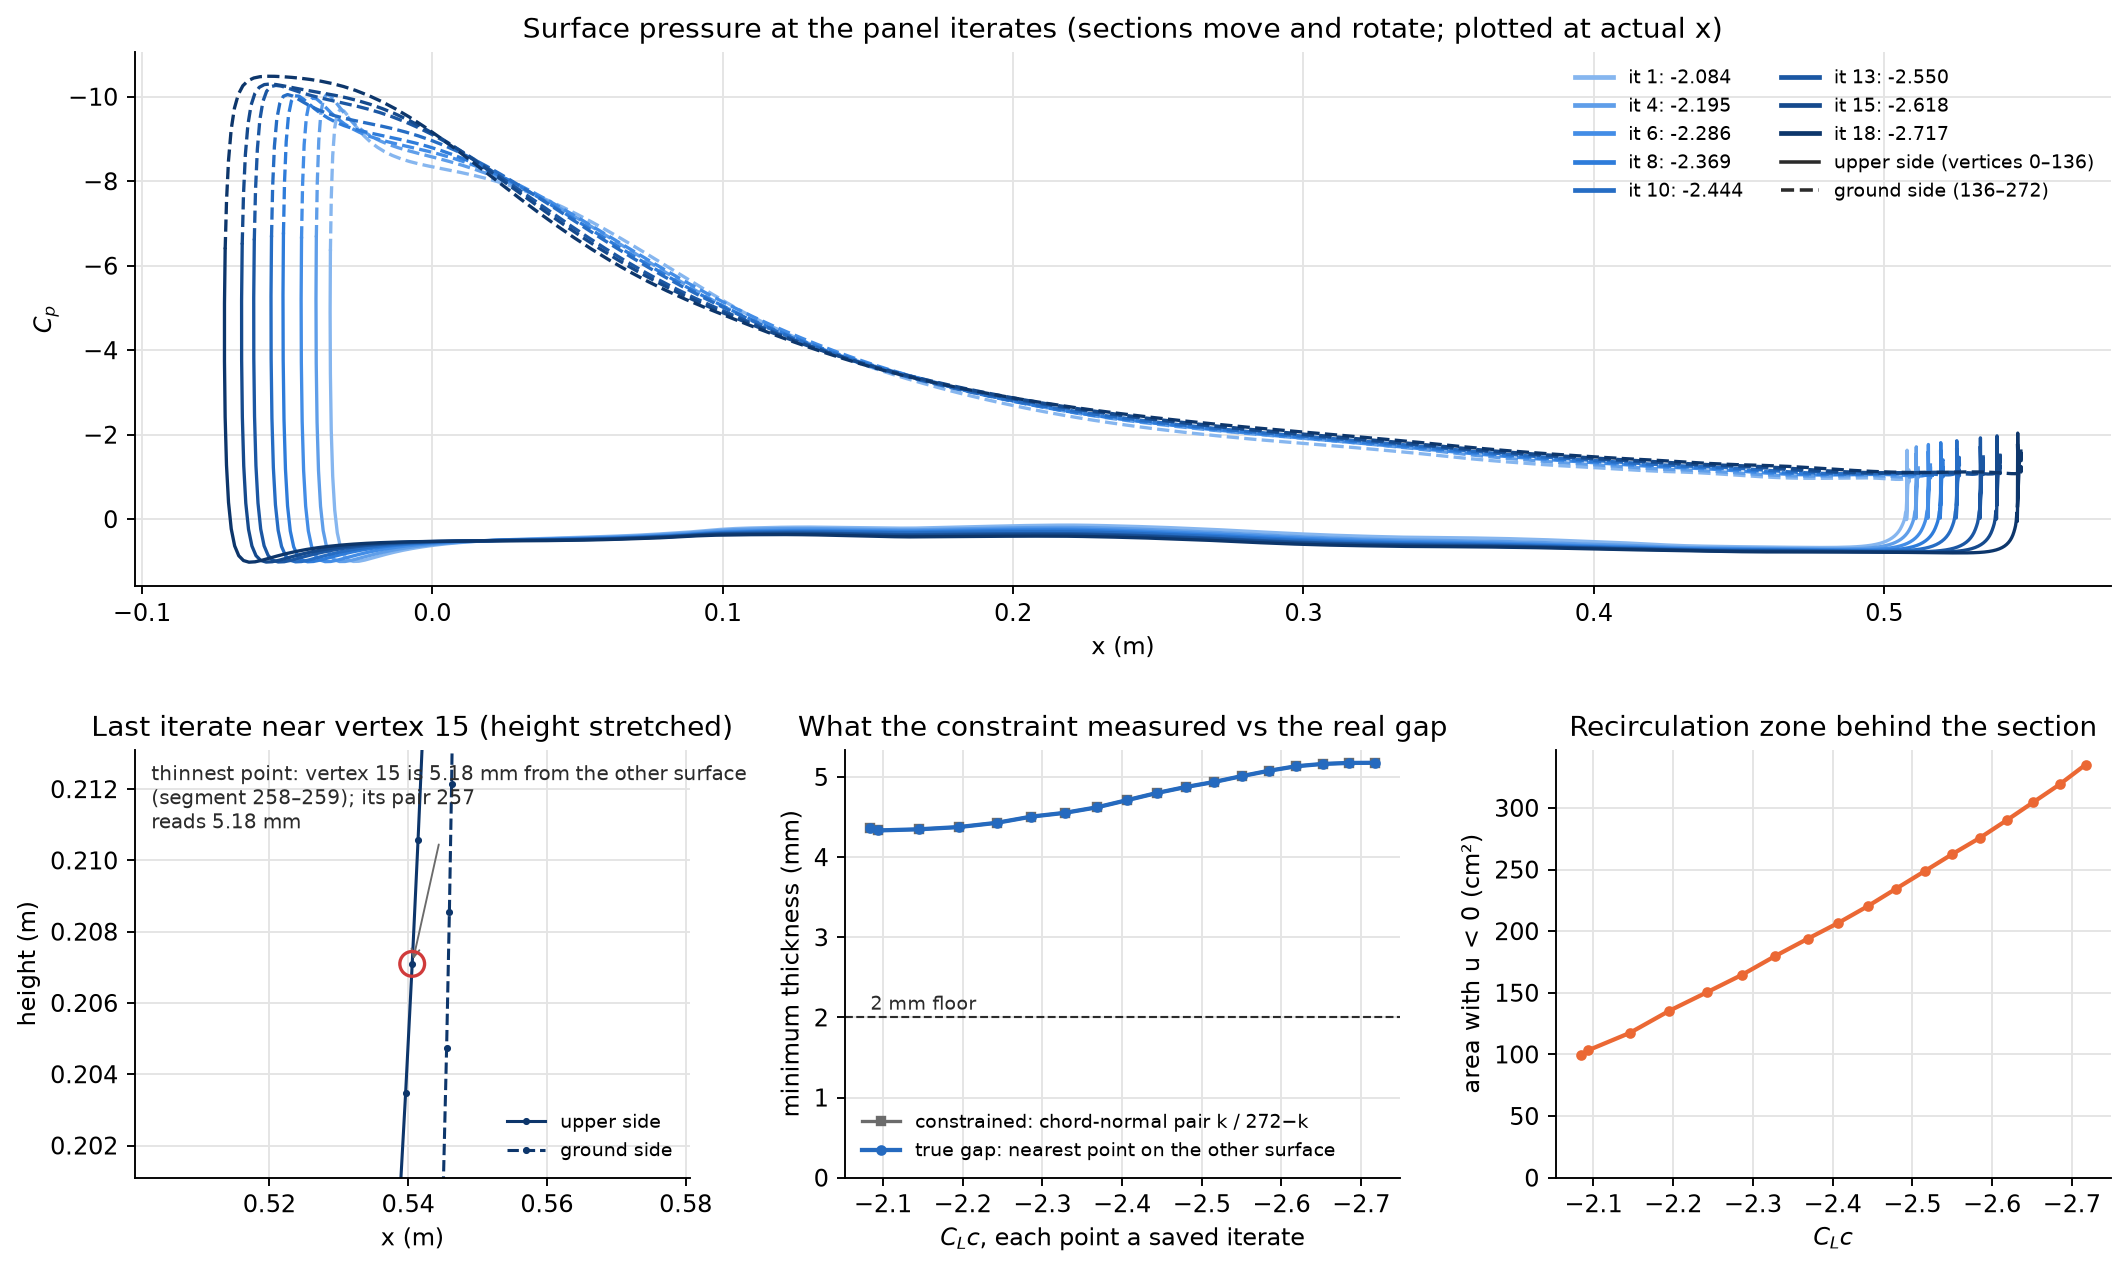 Surface pressure at the panel iterates (sections move and rotate; plotted at actual x)
−10
−8
−6
−4
−2
0
C_p
it 1: -2.084
it 4: -2.195
it 6: -2.286
it 8: -2.369
it 10: -2.444
it 13: -2.550
it 15: -2.618
it 18: -2.717
upper side (vertices 0–136)
ground side (136–272)
−0.1
0.0
0.1
0.2
0.3
0.4
0.5
x (m)
Last iterate near vertex 15 (height stretched)
thinnest point: vertex 15 is 5.18 mm from the other surface
(segment 258–259); its pair 257
reads 5.18 mm
0.212
0.210
0.208
0.206
0.204
0.202
height (m)
upper side
ground side
0.52
0.54
0.56
0.58
x (m)
What the constraint measured vs the real gap
5
4
3
2
1
0
minimum thickness (mm)
2 mm floor
constrained: chord-normal pair k / 272−k
true gap: nearest point on the other surface
−2.1
−2.2
−2.3
−2.4
−2.5
−2.6
−2.7
C_Lc, each point a saved iterate
Recirculation zone behind the section
300
250
200
150
100
50
0
area with u < 0 (cm²)
−2.1
−2.2
−2.3
−2.4
−2.5
−2.6
−2.7
C_Lc